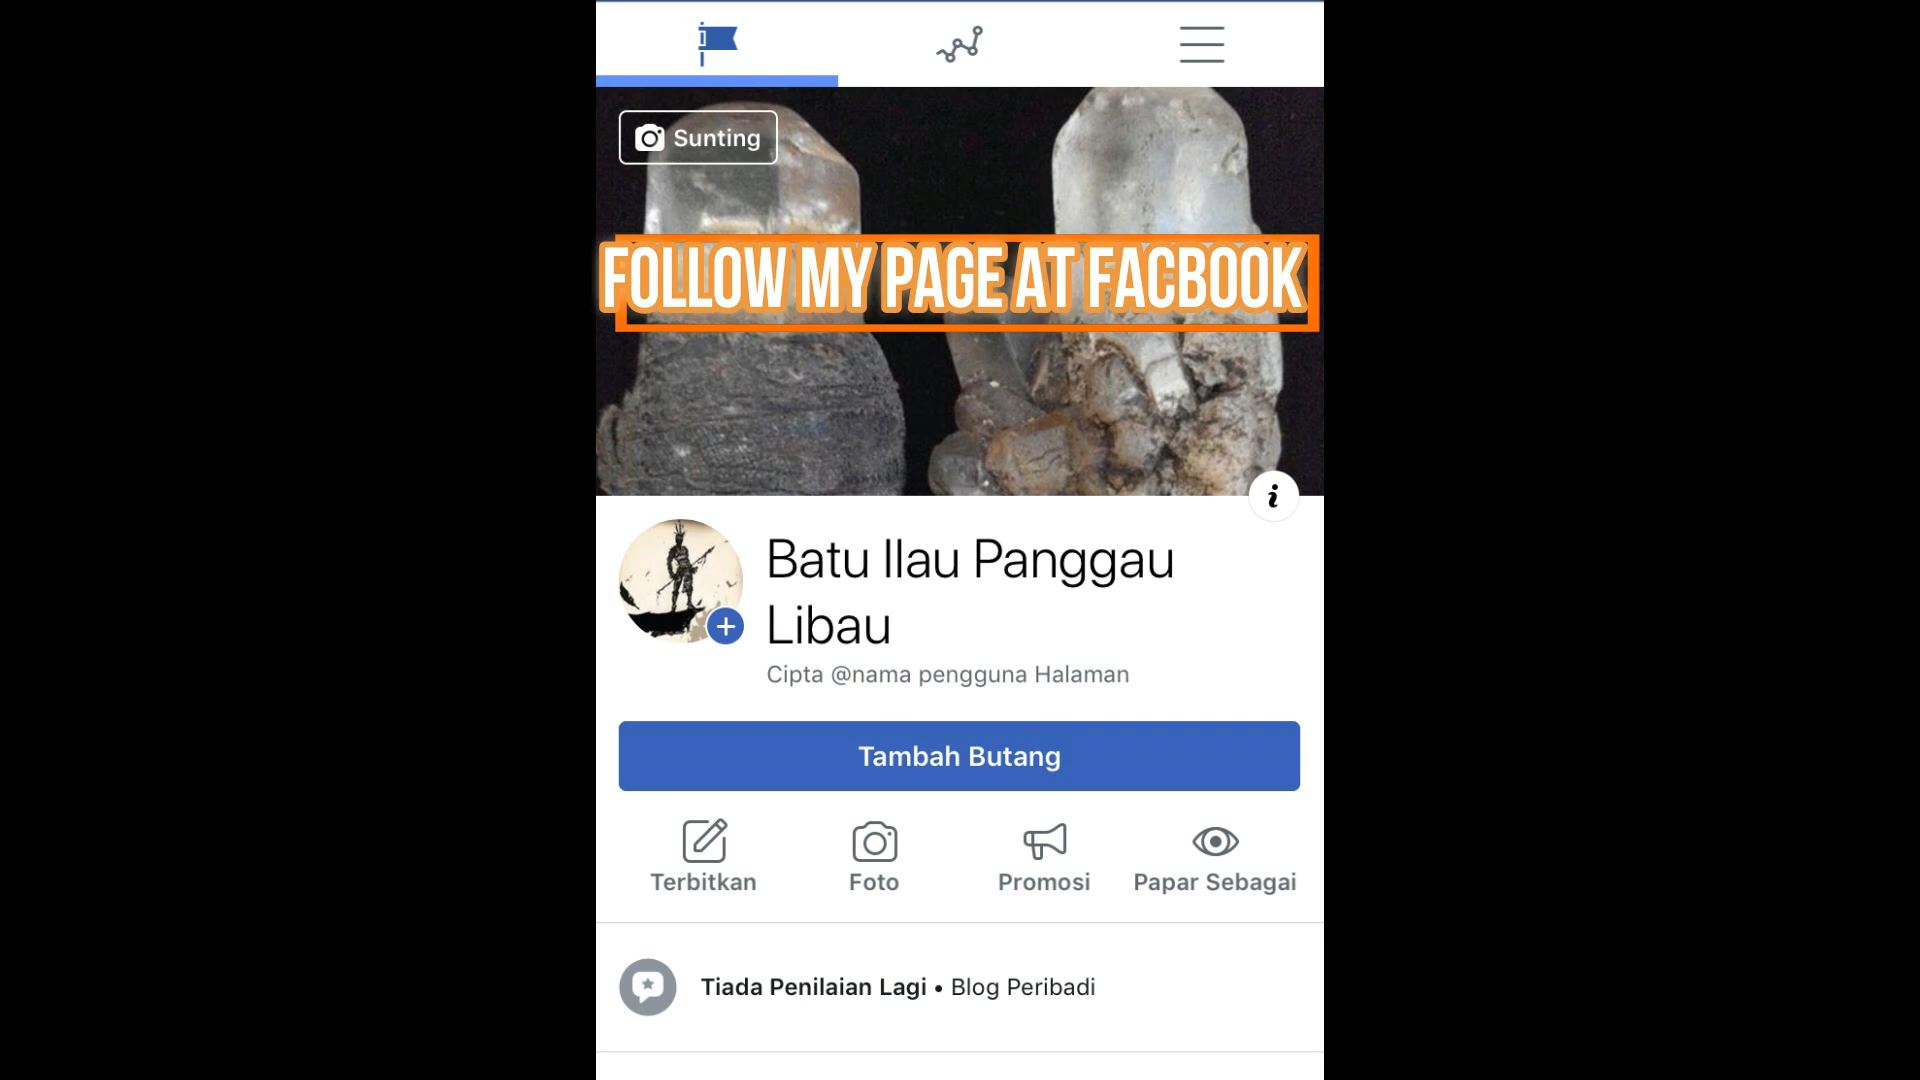 Sunting
FOLLOW MY PAGE AT FACBOOK
Batu Ilau Panggau
Libau
Cipta @nama pengguna Halaman
Tambah Butang
Terbitkan
Foto
Promosi
Papar Sebagai
Tiada Penilaian Lagi • Blog Peribadi